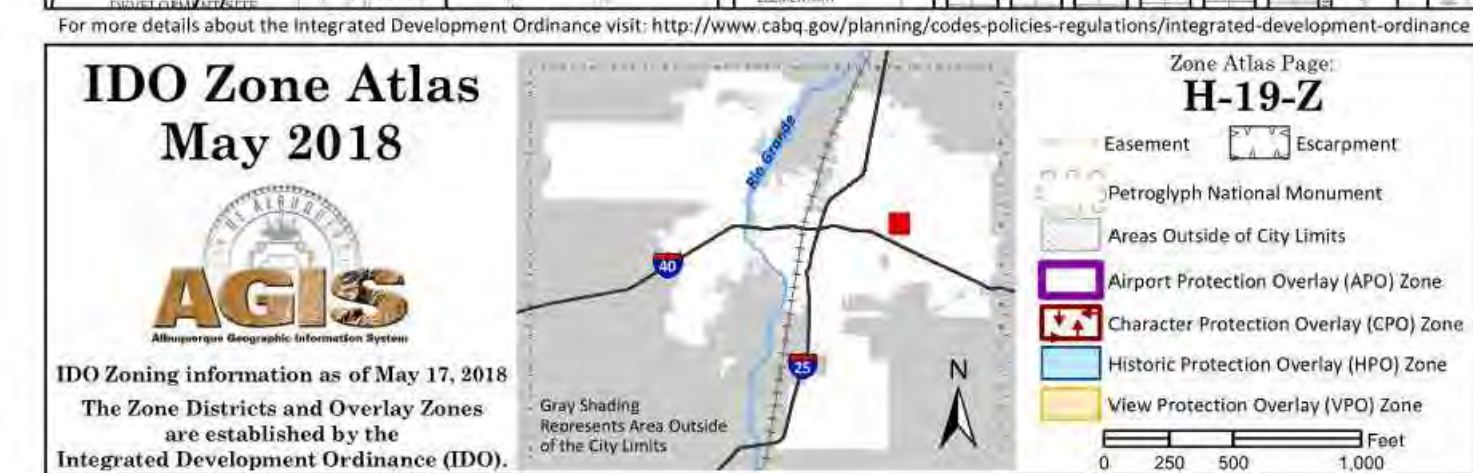 DEVELOPMENT SITE
For more details about the Integrated Development Ordinance visit: http://www.cabq.gov/planning/codes-policies-regulations/integrated-development-ordinance
IDO Zone Atlas
May 2018
AGIS
Albuquerque Geographic Information System
IDO Zoning information as of May 17, 2018
The Zone Districts and Overlay Zones
are established by the
Integrated Development Ordinance (IDO).
Rio Grande
40
25
Gray Shading
Represents Area Outside
of the City Limits
N
Zone Atlas Page:
H-19-Z
Easement
Escarpment
Petroglyph National Monument
Areas Outside of City Limits
Airport Protection Overlay (APO) Zone
Character Protection Overlay (CPO) Zone
Historic Protection Overlay (HPO) Zone
View Protection Overlay (VPO) Zone
Feet
0 250 500 1,000